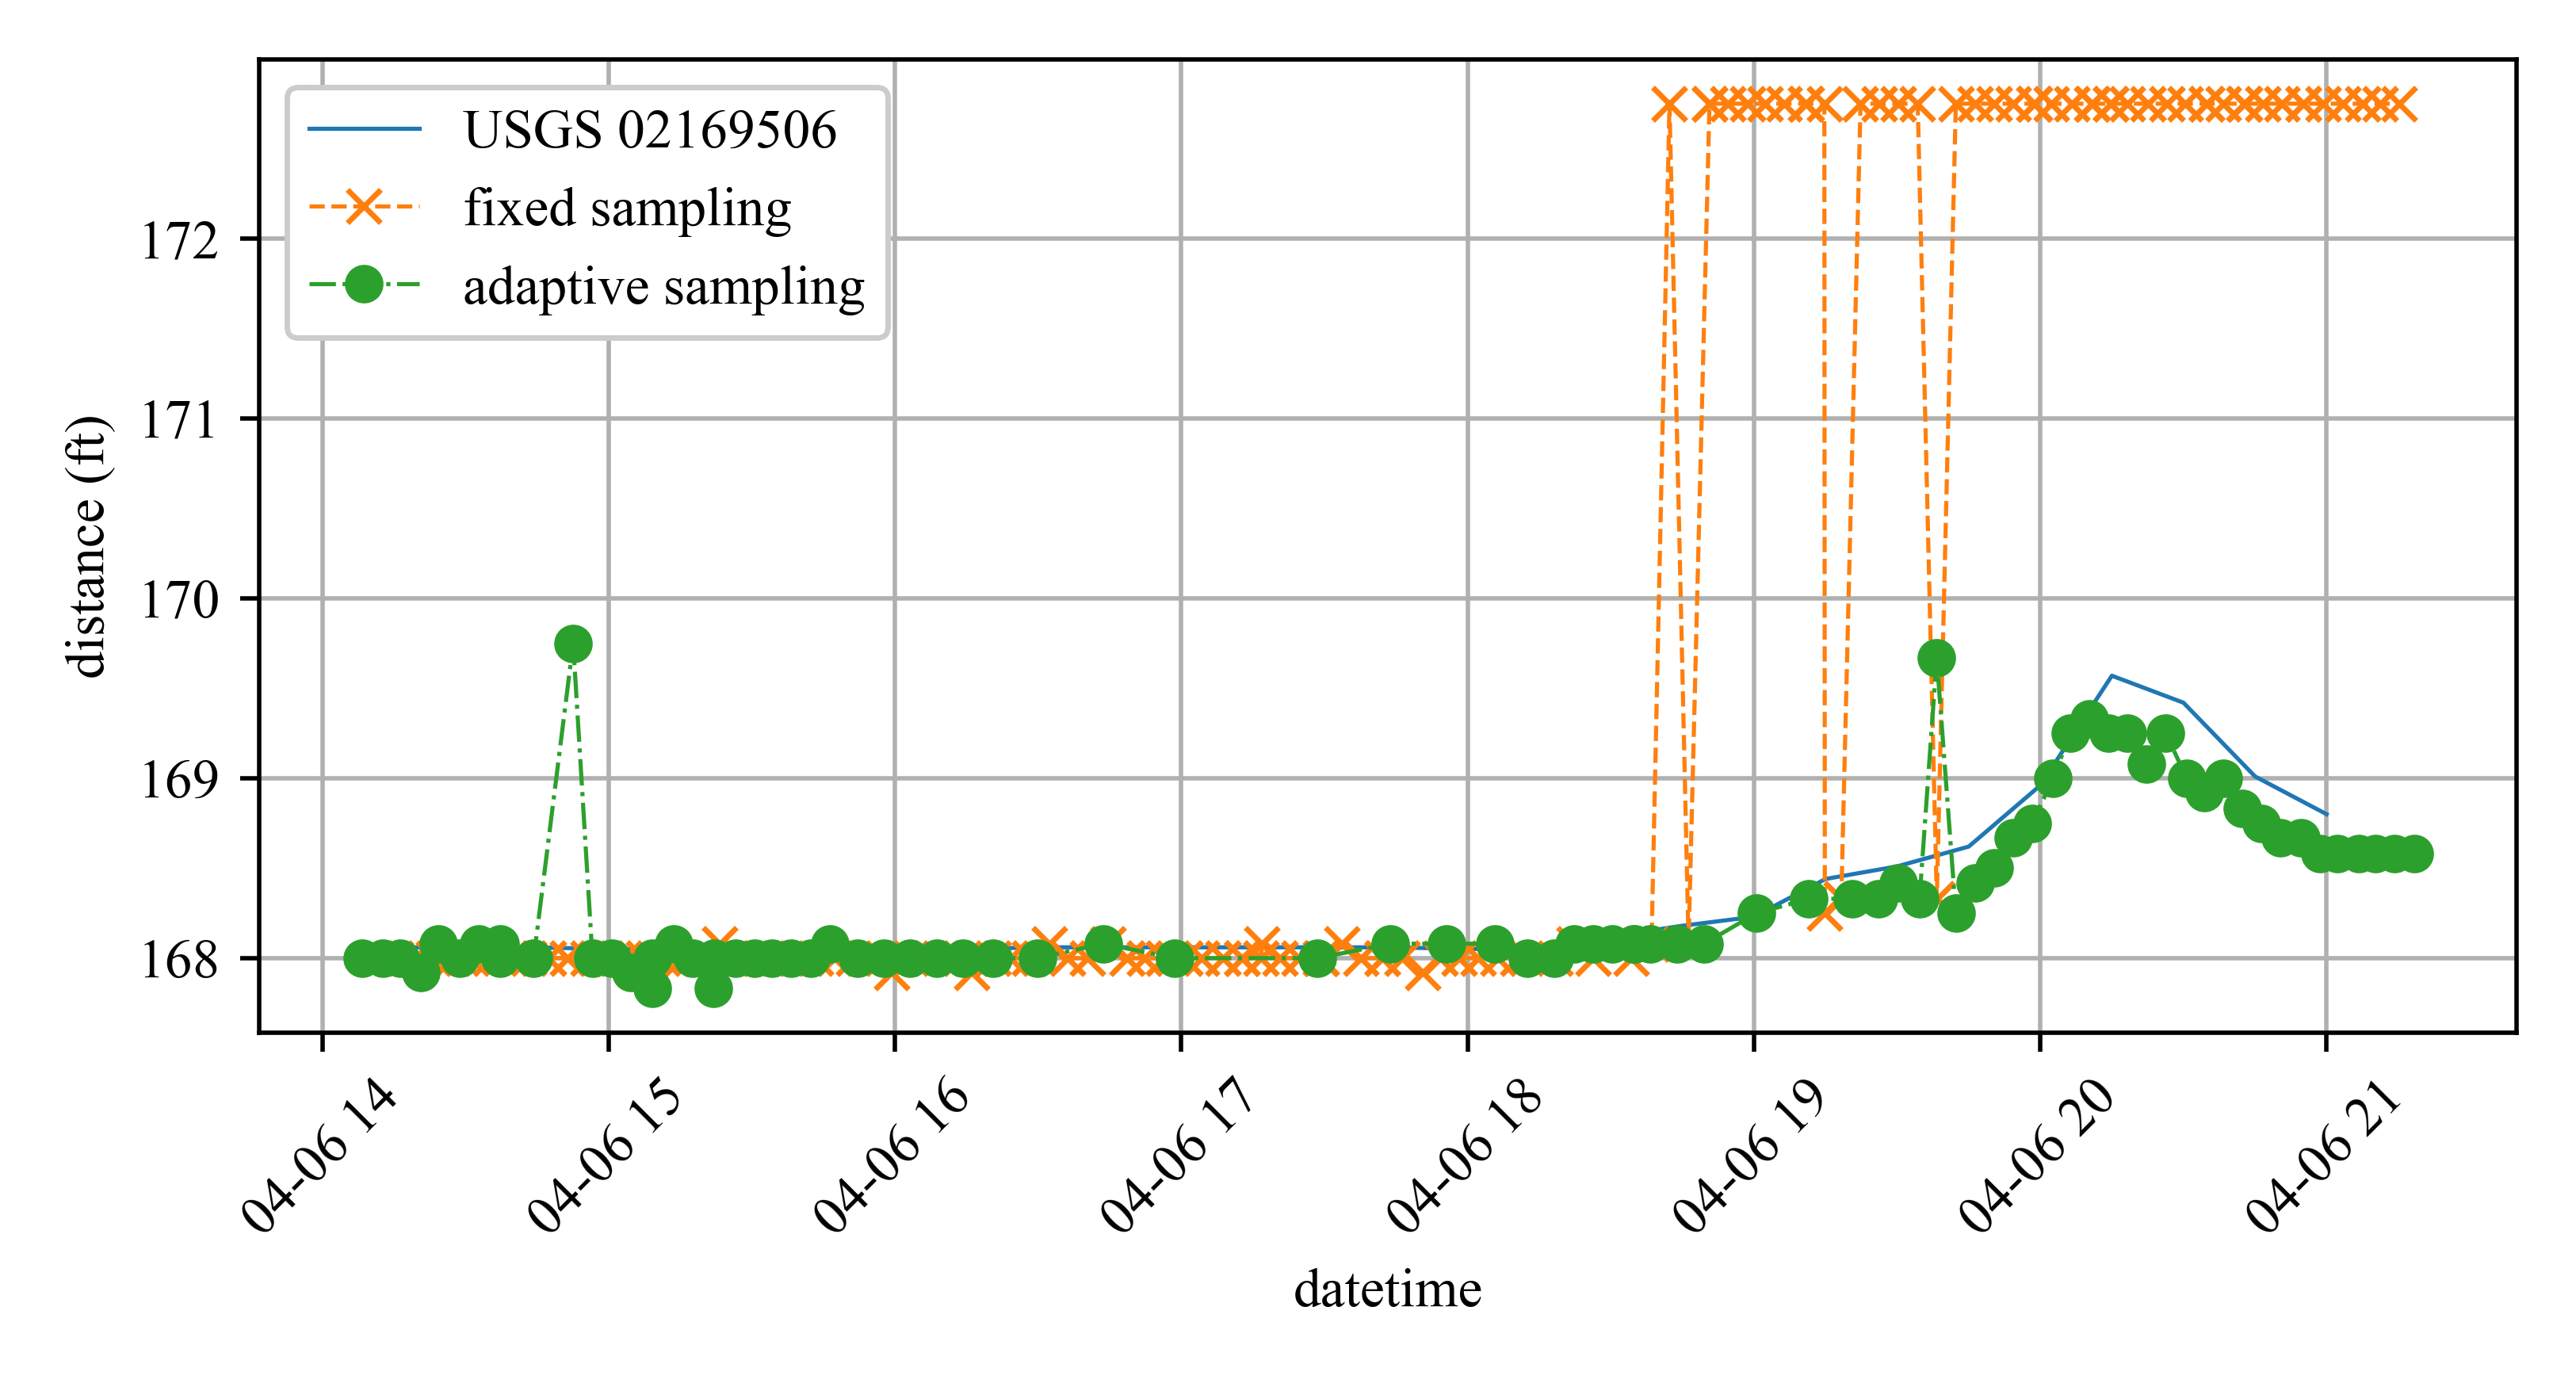 USGS 02169506
fixed sampling
adaptive sampling
172
171
170
169
168
distance (ft)
04-06 14
04-06 15
04-06 16
04-06 17
04-06 18
04-06 19
04-06 20
04-06 21
datetime